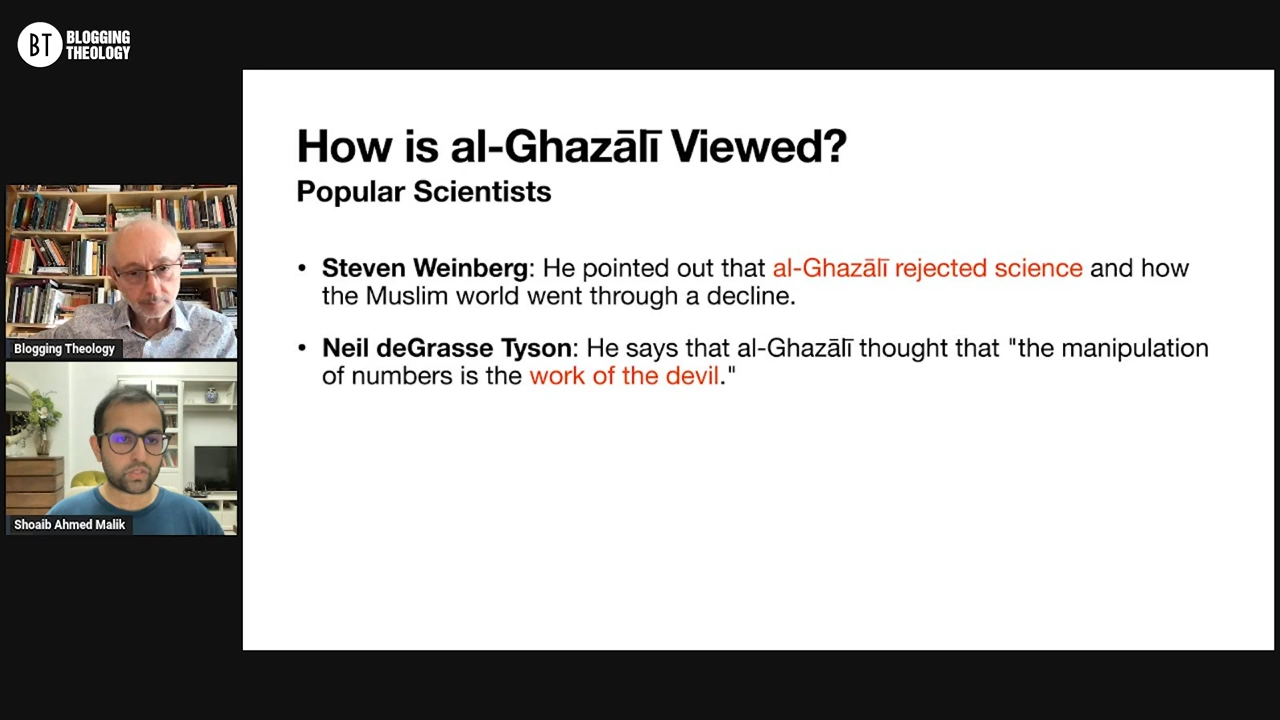 BT BLOGGING
THEOLOGY
How is al-Ghazālī Viewed?
Popular Scientists
• Steven Weinberg: He pointed out that al-Ghazālī rejected science and how
the Muslim world went through a decline.
• Neil deGrasse Tyson: He says that al-Ghazālī thought that "the manipulation
of numbers is the work of the devil."
Blogging Theology
Shoaib Ahmed Malik